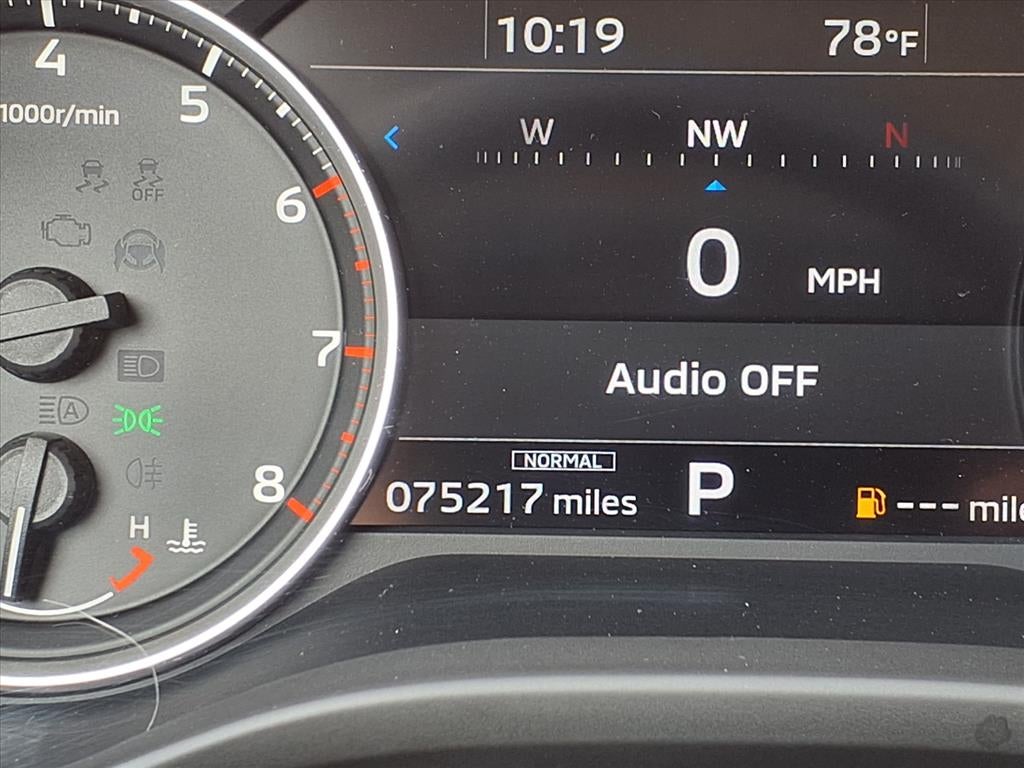 10:19 78°F
4
5
1000r/min
W NW N
OFF
6
0 MPH
7
Audio OFF
A
8
NORMAL
075217 miles P --- mile
H